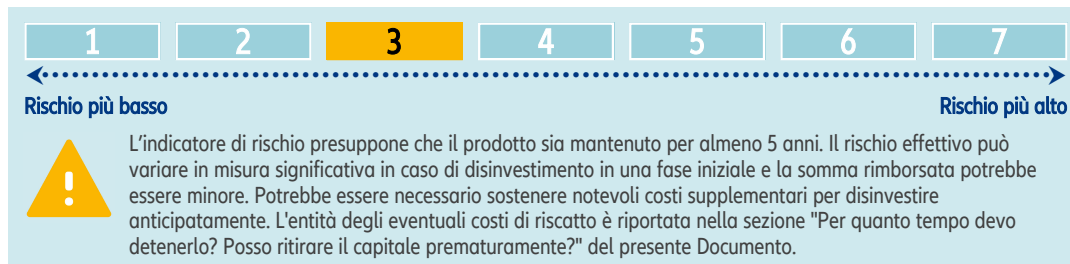 1 2 3 4 5 6 7
Rischio più basso Rischio più alto
L'indicatore di rischio presuppone che il prodotto sia mantenuto per almeno 5 anni. Il rischio effettivo può
variare in misura significativa in caso di disinvestimento in una fase iniziale e la somma rimborsata potrebbe
essere minore. Potrebbe essere necessario sostenere notevoli costi supplementari per disinvestire
anticipatamente. L'entità degli eventuali costi di riscatto è riportata nella sezione "Per quanto tempo devo
detenerlo? Posso ritirare il capitale prematuramente?" del presente Documento.